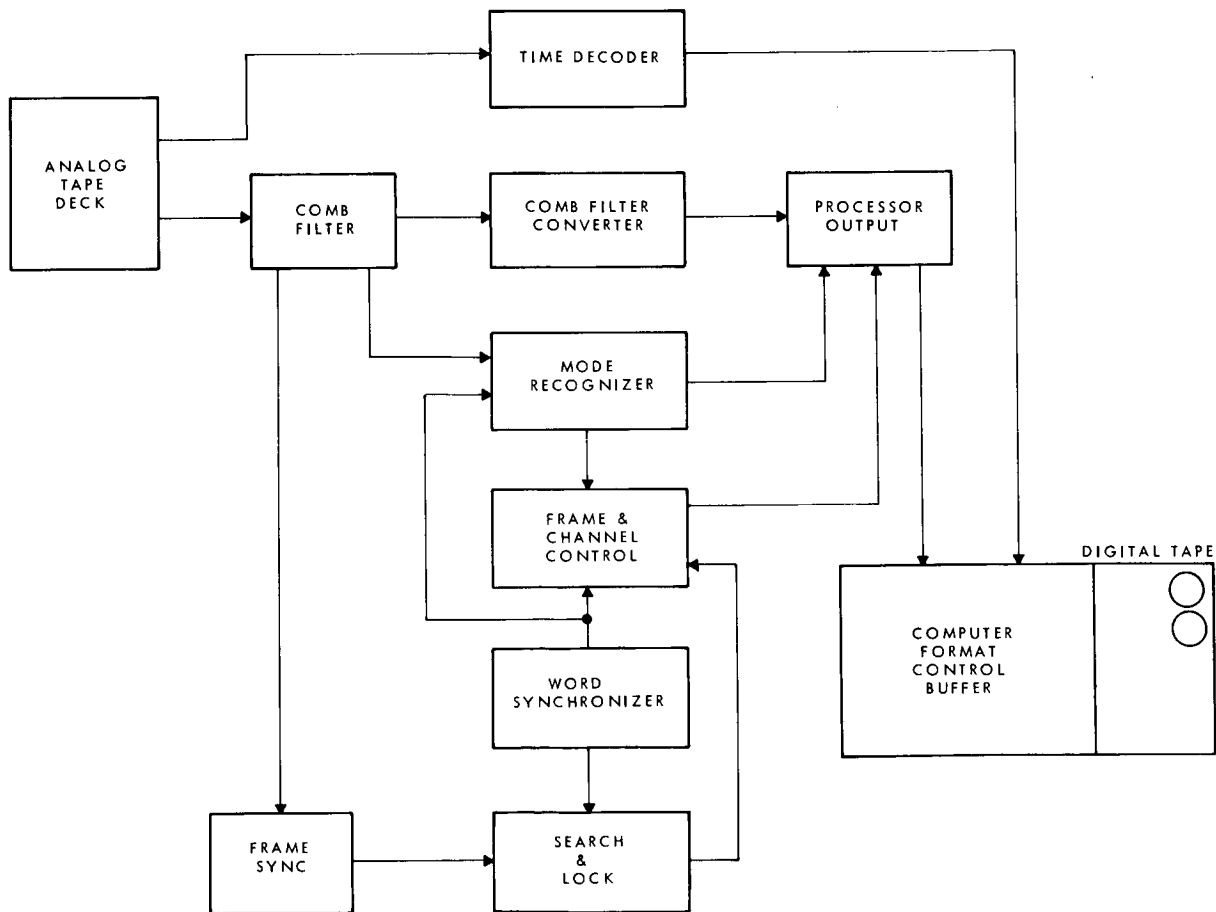 TIME DECODER
ANALOG
TAPE
DECK
COMB
FILTER
COMB FILTER
CONVERTER
PROCESSOR
OUTPUT
MODE
RECOGNIZER
FRAME &
CHANNEL
CONTROL
DIGITAL TAPE
COMPUTER
FORMAT
CONTROL
BUFFER
WORD
SYNCHRONIZER
FRAME
SYNC
SEARCH
&
LOCK